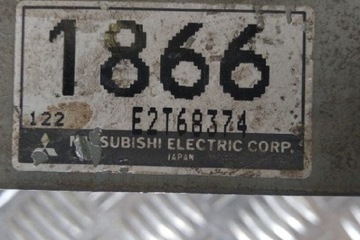 1866
122 E2T68374
MITSUBISHI ELECTRIC CORP.
JAPAN